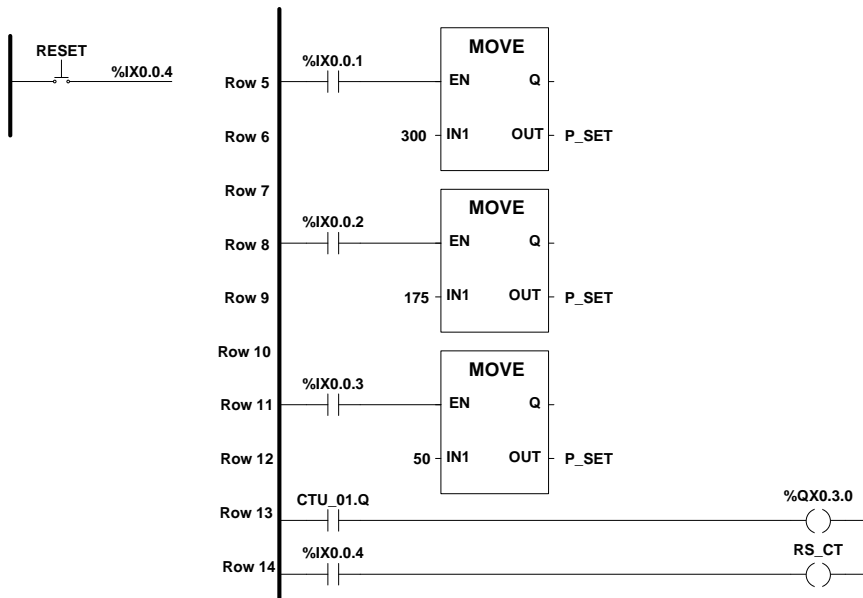 RESET
%IX0.0.4
%IX0.0.1
MOVE
Row 5
EN
Q
Row 6
300
IN1
OUT
P_SET
Row 7
%IX0.0.2
MOVE
Row 8
EN
Q
Row 9
175
IN1
OUT
P_SET
Row 10
%IX0.0.3
MOVE
Row 11
EN
Q
Row 12
50
IN1
OUT
P_SET
CTU_01.Q
%QX0.3.0
Row 13
%IX0.0.4
RS_CT
Row 14